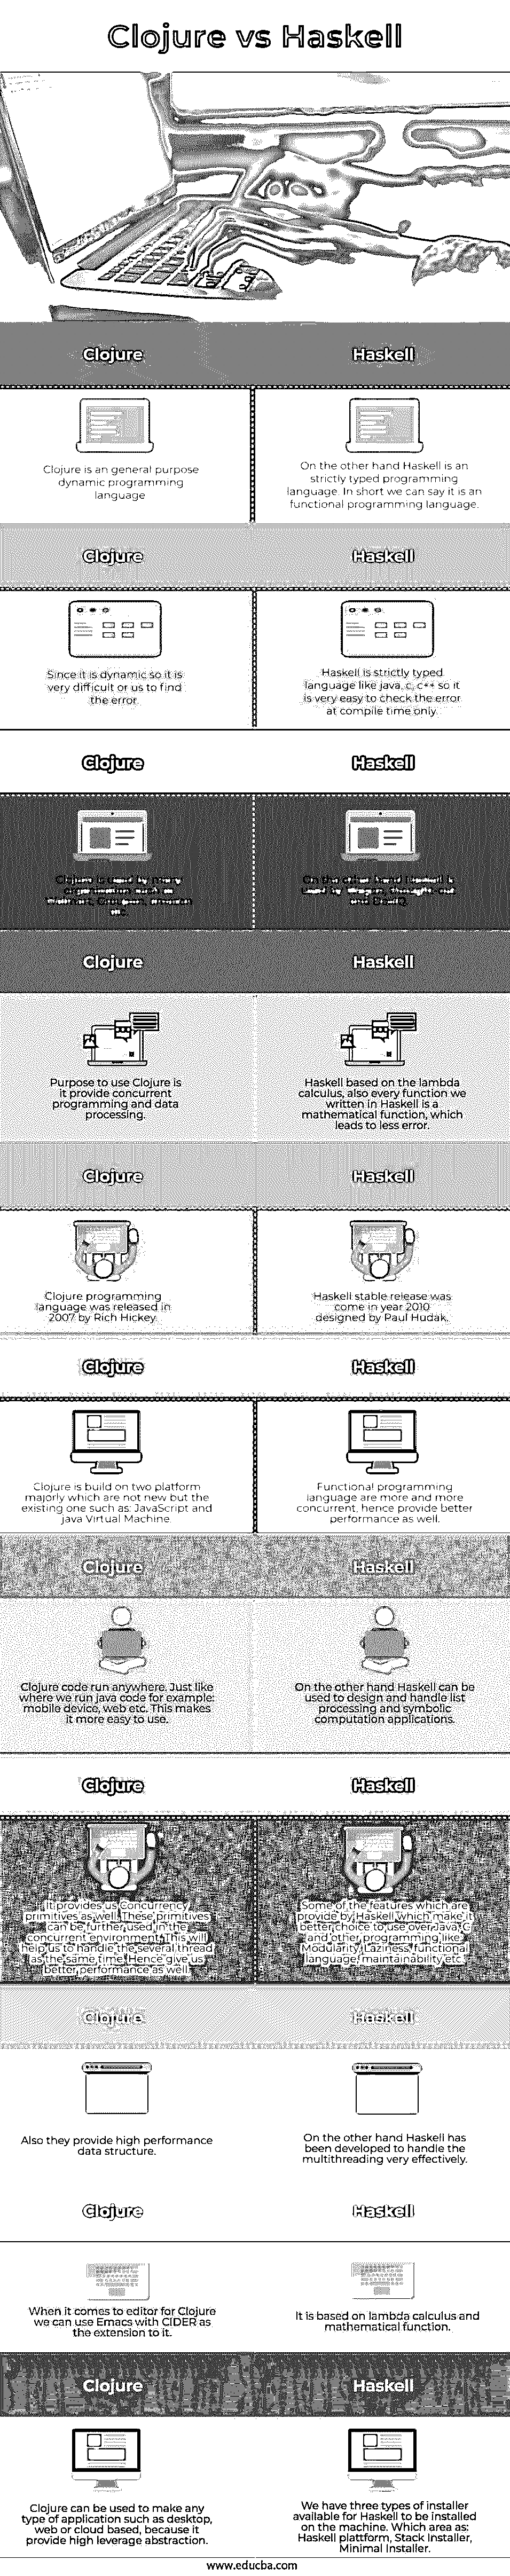 Clojure vs Haskell
Clojure
Haskell
Clojure is an general purpose
dynamic programming
language
On the other hand Haskell is an
strictly typed programming
language. In short we can say it is an
functional programming language.
Clojure
Haskell
Since it is dynamic so it is
very difficult or us to find
the error.
Haskell is strictly typed
language like java, c, c++ so it
is very easy to check the error
at compile time only.
Clojure
Haskell
Clojure is used by many
On the other hand Haskell is
Clojure
Haskell
Purpose to use Clojure is
it provide concurrent
programming and data
processing.
Haskell based on the lambda
calculus, also every function we
written in Haskell is a
mathematical function, which
leads to less error.
Clojure
Haskell
Clojure programming
language was released in
2007 by Rich Hickey.
Haskell stable release was
come in year 2010
designed by Paul Hudak.
Clojure
Haskell
Clojure is build on two platform
majorly which are not new but the
existing one such as: JavaScript and
java Virtual Machine.
Functional programming
language are more and more
concurrent, hence provide better
performance as well.
Clojure
Haskell
Clojure code run anywhere. Just like
where we run java code for example:
mobile device, web etc. This makes
it more easy to use.
On the other hand Haskell can be
used to design and handle list
processing and symbolic
computation applications.
Clojure
Haskell
It provides us Concurrency
primitives as well. These primitives
can be further used in the
concurrent environment. This will
help us to handle the several thread
as the same time. Hence give us
better performance as well.
Some of the features which are
provide by Haskell which make it
better choice to use over Java, C
and other programming like:
Modularity, Laziness, functional
language, maintainability etc.
Clojure
Haskell
Also they provide high performance
data structure.
On the other hand Haskell has
been developed to handle the
multithreading very effectively.
Clojure
Haskell
When it comes to editor for Clojure
we can use Emacs with CIDER as
the extension to it.
It is based on lambda calculus and
mathematical function.
Clojure
Haskell
Clojure can be used to make any
type of application such as desktop,
web or cloud based, because it
provide high leverage abstraction.
We have three types of installer
available for Haskell to be installed
on the machine. Which area as:
Haskell plattform, Stack Installer,
Minimal Installer.
www.educba.com